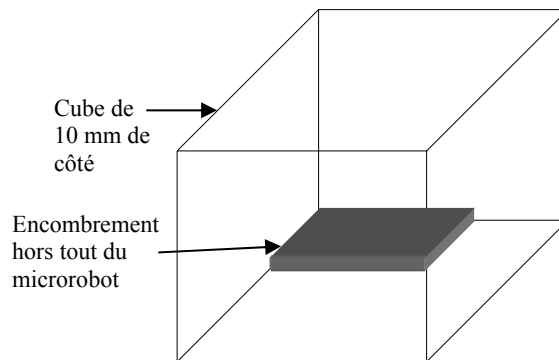 Cube de
10 mm de
côté
Encombrement
hors tout du
microrobot